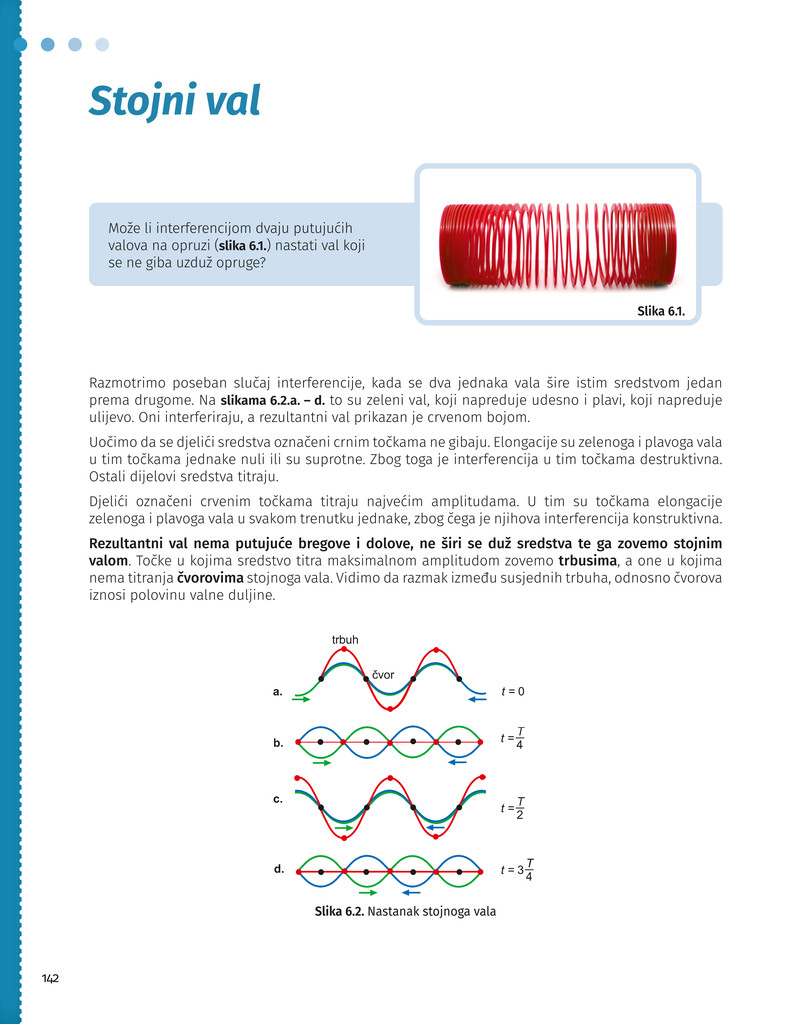 Stojni val
Može li interferencijom dvaju putujućih
valova na opruzi (slika 6.1.) nastati val koji
se ne giba uzduž opruge?
Slika 6.1.
Razmotrimo poseban slučaj interferencije, kada se dva jednaka vala šire istim sredstvom jedan
prema drugome. Na slikama 6.2.a. – d. to su zeleni val, koji napreduje udesno i plavi, koji napreduje
ulijevo. Oni interferiraju, a rezultantni val prikazan je crvenom bojom.
Uočimo da se djelići sredstva označeni crnim točkama ne gibaju. Elongacije su zelenoga i plavoga vala
u tim točkama jednake nuli ili su suprotne. Zbog toga je interferencija u tim točkama destruktivna.
Ostali dijelovi sredstva titraju.
Djelići označeni crvenim točkama titraju najvećim amplitudama. U tim su točkama elongacije
zelenoga i plavoga vala u svakom trenutku jednake, zbog čega je njihova interferencija konstruktivna.
Rezultantni val nema putujuće bregove i dolove, ne širi se duž sredstva te ga zovemo stojnim
valom. Točke u kojima sredstvo titra maksimalnom amplitudom zovemo trbusima, a one u kojima
nema titranja čvorovima stojnoga vala. Vidimo da razmak između susjednih trbuha, odnosno čvorova
iznosi polovinu valne duljine.
trbuh
čvor
a.
t = 0
b.
t = T/4
c.
t = T/2
d.
t = 3 T/4
Slika 6.2. Nastanak stojnoga vala
142